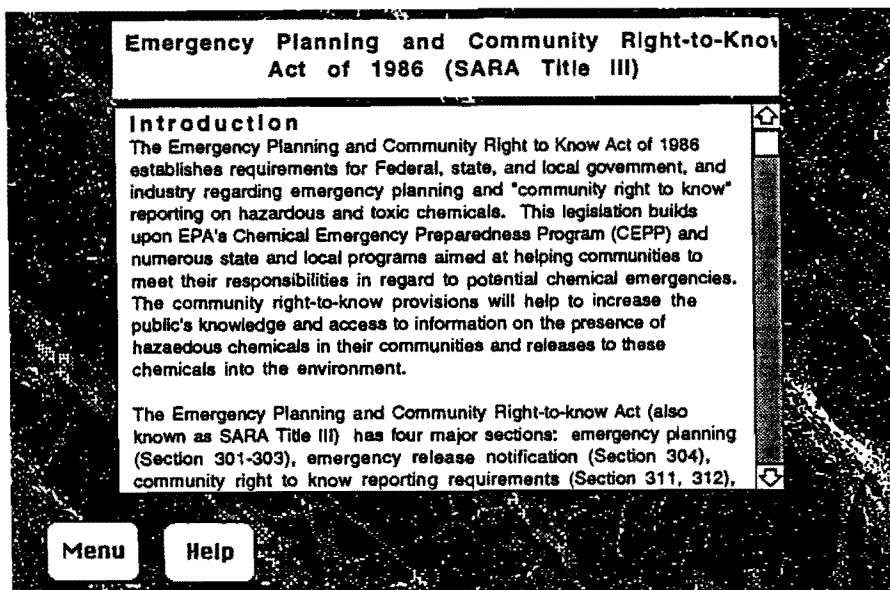 Emergency Planning and Community Right-to-Know
Act of 1986 (SARA Title III)
Introduction
The Emergency Planning and Community Right to Know Act of 1986
establishes requirements for Federal, state, and local government, and
industry regarding emergency planning and "community right to know"
reporting on hazardous and toxic chemicals. This legislation builds
upon EPA's Chemical Emergency Preparedness Program (CEPP) and
numerous state and local programs aimed at helping communities to
meet their responsibilities in regard to potential chemical emergencies.
The community right-to-know provisions will help to increase the
public's knowledge and access to information on the presence of
hazaedous chemicals in their communities and releases to these
chemicals into the environment.
The Emergency Planning and Community Right-to-know Act (also
known as SARA Title III) has four major sections: emergency planning
(Section 301-303), emergency release notification (Section 304),
community right to know reporting requirements (Section 311, 312),
Menu Help